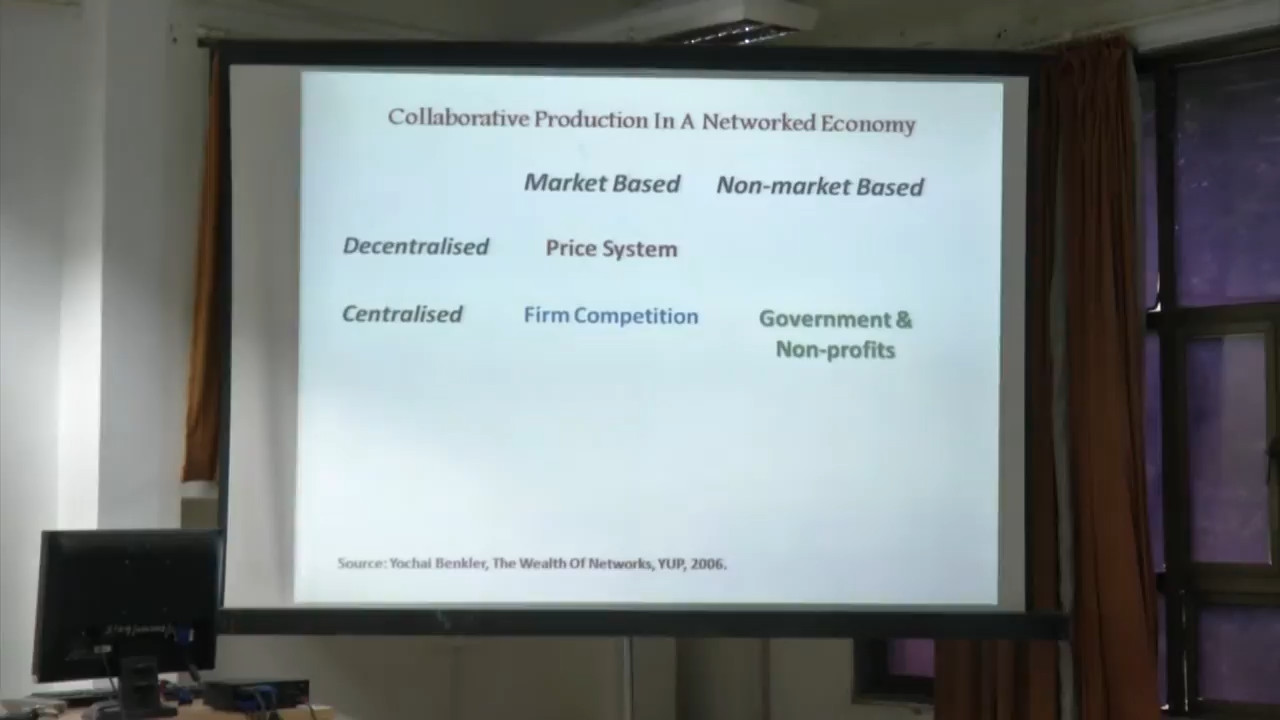 Collaborative Production In A Networked Economy
Market Based Non-market Based
Decentralised Price System
Centralised Firm Competition Government &
Non-profits
Source: Yochai Benkler, The Wealth Of Networks, YUP, 2006.